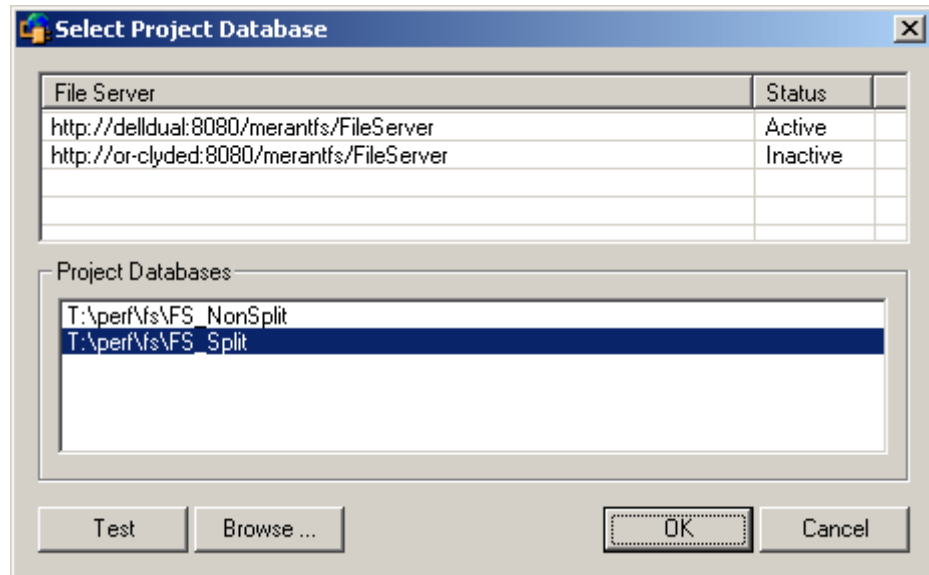 Select Project Database
File Server Status
http://delldual:8080/merantfs/FileServer Active
http://or-clyded:8080/merantfs/FileServer Inactive
Project Databases
T:\perf\fs\FS_NonSplit
T:\perf\fs\FS_Split
Test Browse ... OK Cancel